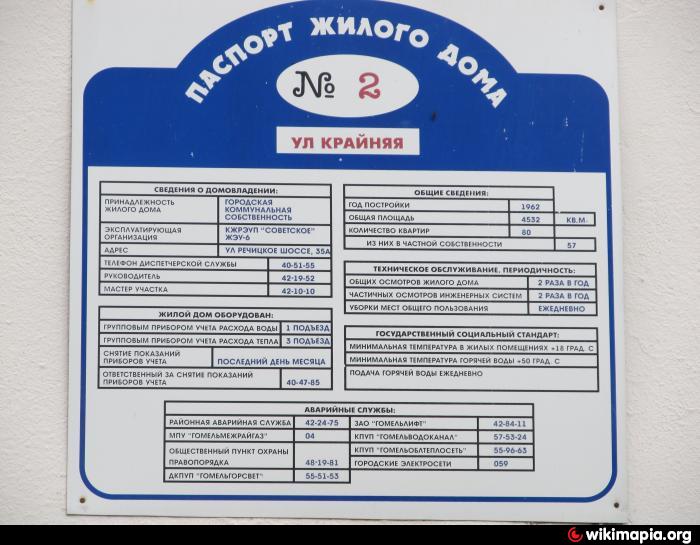 ПАСПОРТ ЖИЛОГО ДОМА
№ 2
УЛ КРАЙНЯЯ
СВЕДЕНИЯ О ДОМОВЛАДЕНИИ:
ПРИНАДЛЕЖНОСТЬ ЖИЛОГО ДОМА
ГОРОДСКАЯ КОММУНАЛЬНАЯ СОБСТВЕННОСТЬ
ЭКСПЛУАТИРУЮЩАЯ ОРГАНИЗАЦИЯ
КЖРЭУП "СОВЕТСКОЕ" ЖЭУ-6
АДРЕС УЛ РЕЧИЦКОЕ ШОССЕ, 35А
ТЕЛЕФОН ДИСПЕТЧЕРСКОЙ СЛУЖБЫ 40-51-55
РУКОВОДИТЕЛЬ 42-19-52
МАСТЕР УЧАСТКА 42-10-10
ЖИЛОЙ ДОМ ОБОРУДОВАН:
ГРУППОВЫМ ПРИБОРОМ УЧЕТА РАСХОДА ВОДЫ 1 ПОДЪЕЗД
ГРУППОВЫМ ПРИБОРОМ УЧЕТА РАСХОДА ТЕПЛА 3 ПОДЪЕЗД
СНЯТИЕ ПОКАЗАНИЙ ПРИБОРОВ УЧЕТА
ПОСЛЕДНИЙ ДЕНЬ МЕСЯЦА
ОТВЕТСТВЕННЫЙ ЗА СНЯТИЕ ПОКАЗАНИЙ ПРИБОРОВ УЧЕТА
40-47-85
ОБЩИЕ СВЕДЕНИЯ:
ГОД ПОСТРОЙКИ 1962
ОБЩАЯ ПЛОЩАДЬ 4532 КВ.М.
КОЛИЧЕСТВО КВАРТИР 80
ИЗ НИХ В ЧАСТНОЙ СОБСТВЕННОСТИ 57
ТЕХНИЧЕСКОЕ ОБСЛУЖИВАНИЕ. ПЕРИОДИЧНОСТЬ:
ОБЩИХ ОСМОТРОВ ЖИЛОГО ДОМА 2 РАЗА В ГОД
ЧАСТИЧНЫХ ОСМОТРОВ ИНЖЕНЕРНЫХ СИСТЕМ 2 РАЗА В ГОД
УБОРКИ МЕСТ ОБЩЕГО ПОЛЬЗОВАНИЯ ЕЖЕДНЕВНО
ГОСУДАРСТВЕННЫЙ СОЦИАЛЬНЫЙ СТАНДАРТ:
МИНИМАЛЬНАЯ ТЕМПЕРАТУРА В ЖИЛЫХ ПОМЕЩЕНИЯХ +18 ГРАД. С
МИНИМАЛЬНАЯ ТЕМПЕРАТУРА ГОРЯЧЕЙ ВОДЫ +50 ГРАД. С
ПОДАЧА ГОРЯЧЕЙ ВОДЫ ЕЖЕДНЕВНО
АВАРИЙНЫЕ СЛУЖБЫ:
РАЙОННАЯ АВАРИЙНАЯ СЛУЖБА 42-24-75
МПУ "ГОМЕЛЬМЕЖРАЙГАЗ" 04
ОБЩЕСТВЕННЫЙ ПУНКТ ОХРАНЫ
ПРАВОПОРЯДКА 48-19-81
ДКПУП "ГОМЕЛЬГОРСВЕТ" 55-51-53
ЗАО "ГОМЕЛЬЛИФТ" 42-84-11
КПУП "ГОМЕЛЬВОДОКАНАЛ" 57-53-24
КПУП "ГОМЕЛЬОБЛТЕПЛОСЕТЬ" 55-96-63
ГОРОДСКИЕ ЭЛЕКТРОСЕТИ 059
wikimapia.org